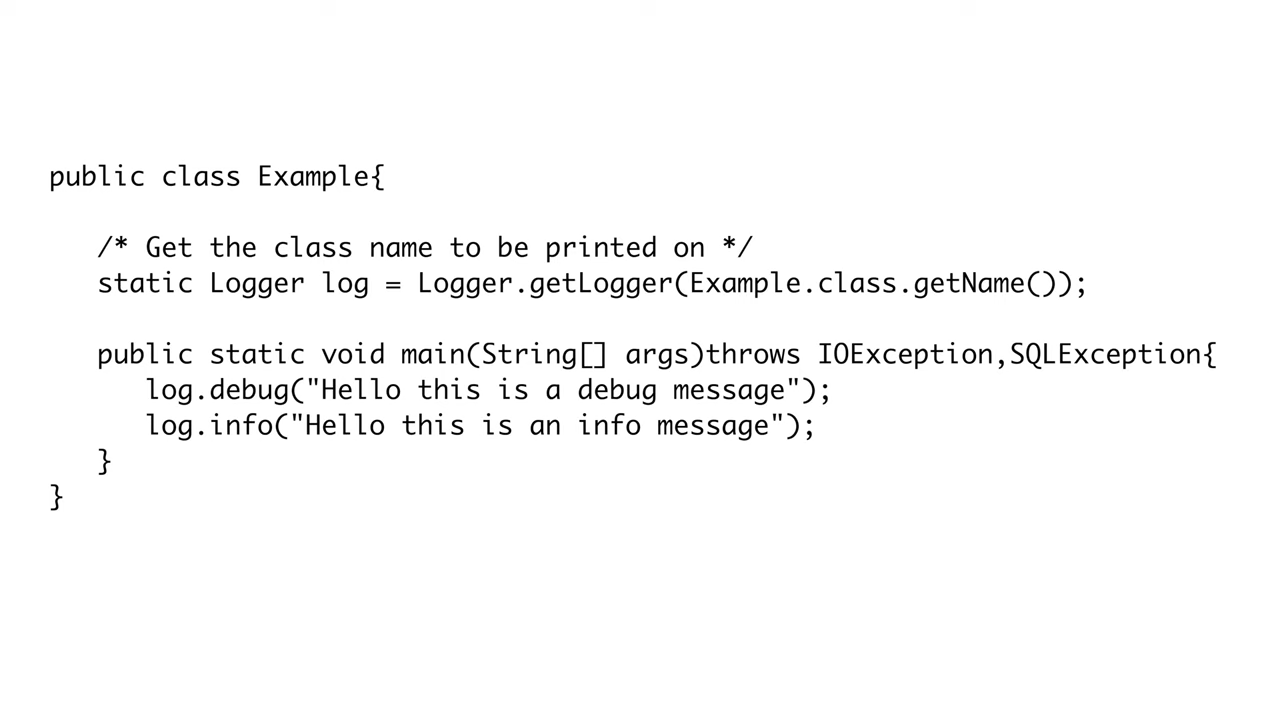 public class Example{
/* Get the class name to be printed on */
static Logger log = Logger.getLogger(Example.class.getName());
public static void main(String[] args)throws IOException,SQLException{
log.debug("Hello this is a debug message");
log.info("Hello this is an info message");
}
}